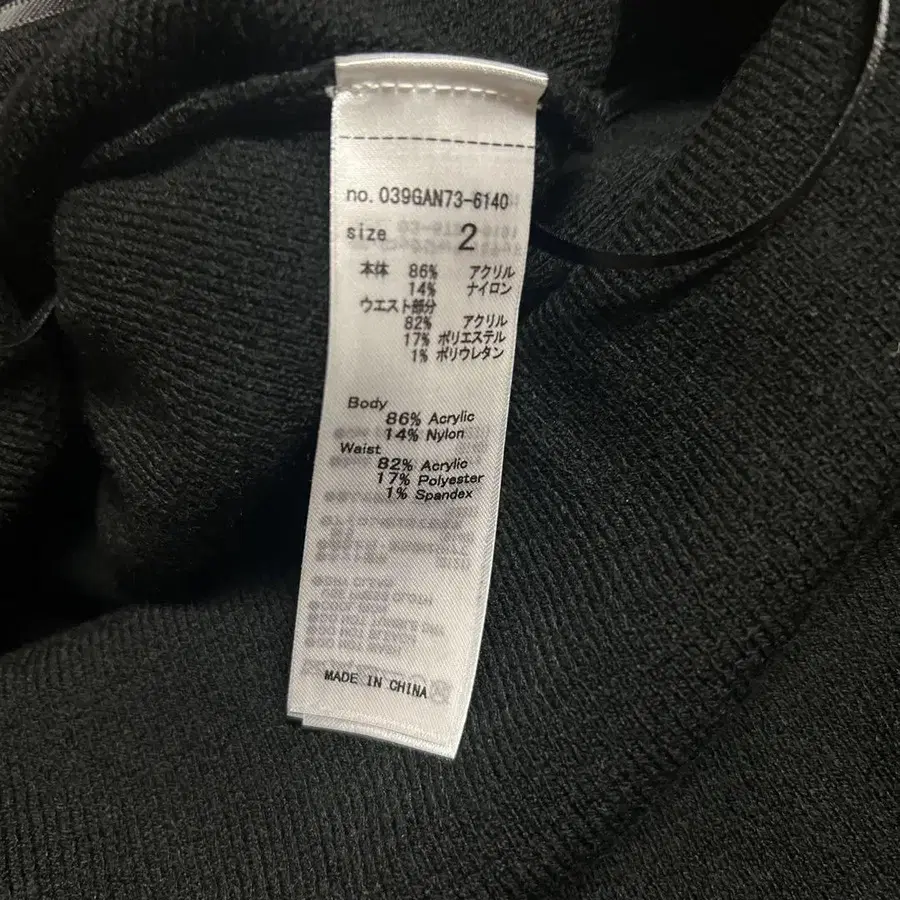 no. 039GAN73-6140
size 2
本体 86% アクリル
14% ナイロン
ウエスト部分
82% アクリル
17% ポリエステル
1% ポリウレタン
Body
86% Acrylic
14% Nylon
Waist
82% Acrylic
17% Polyester
1% Spandex
MADE IN CHINA